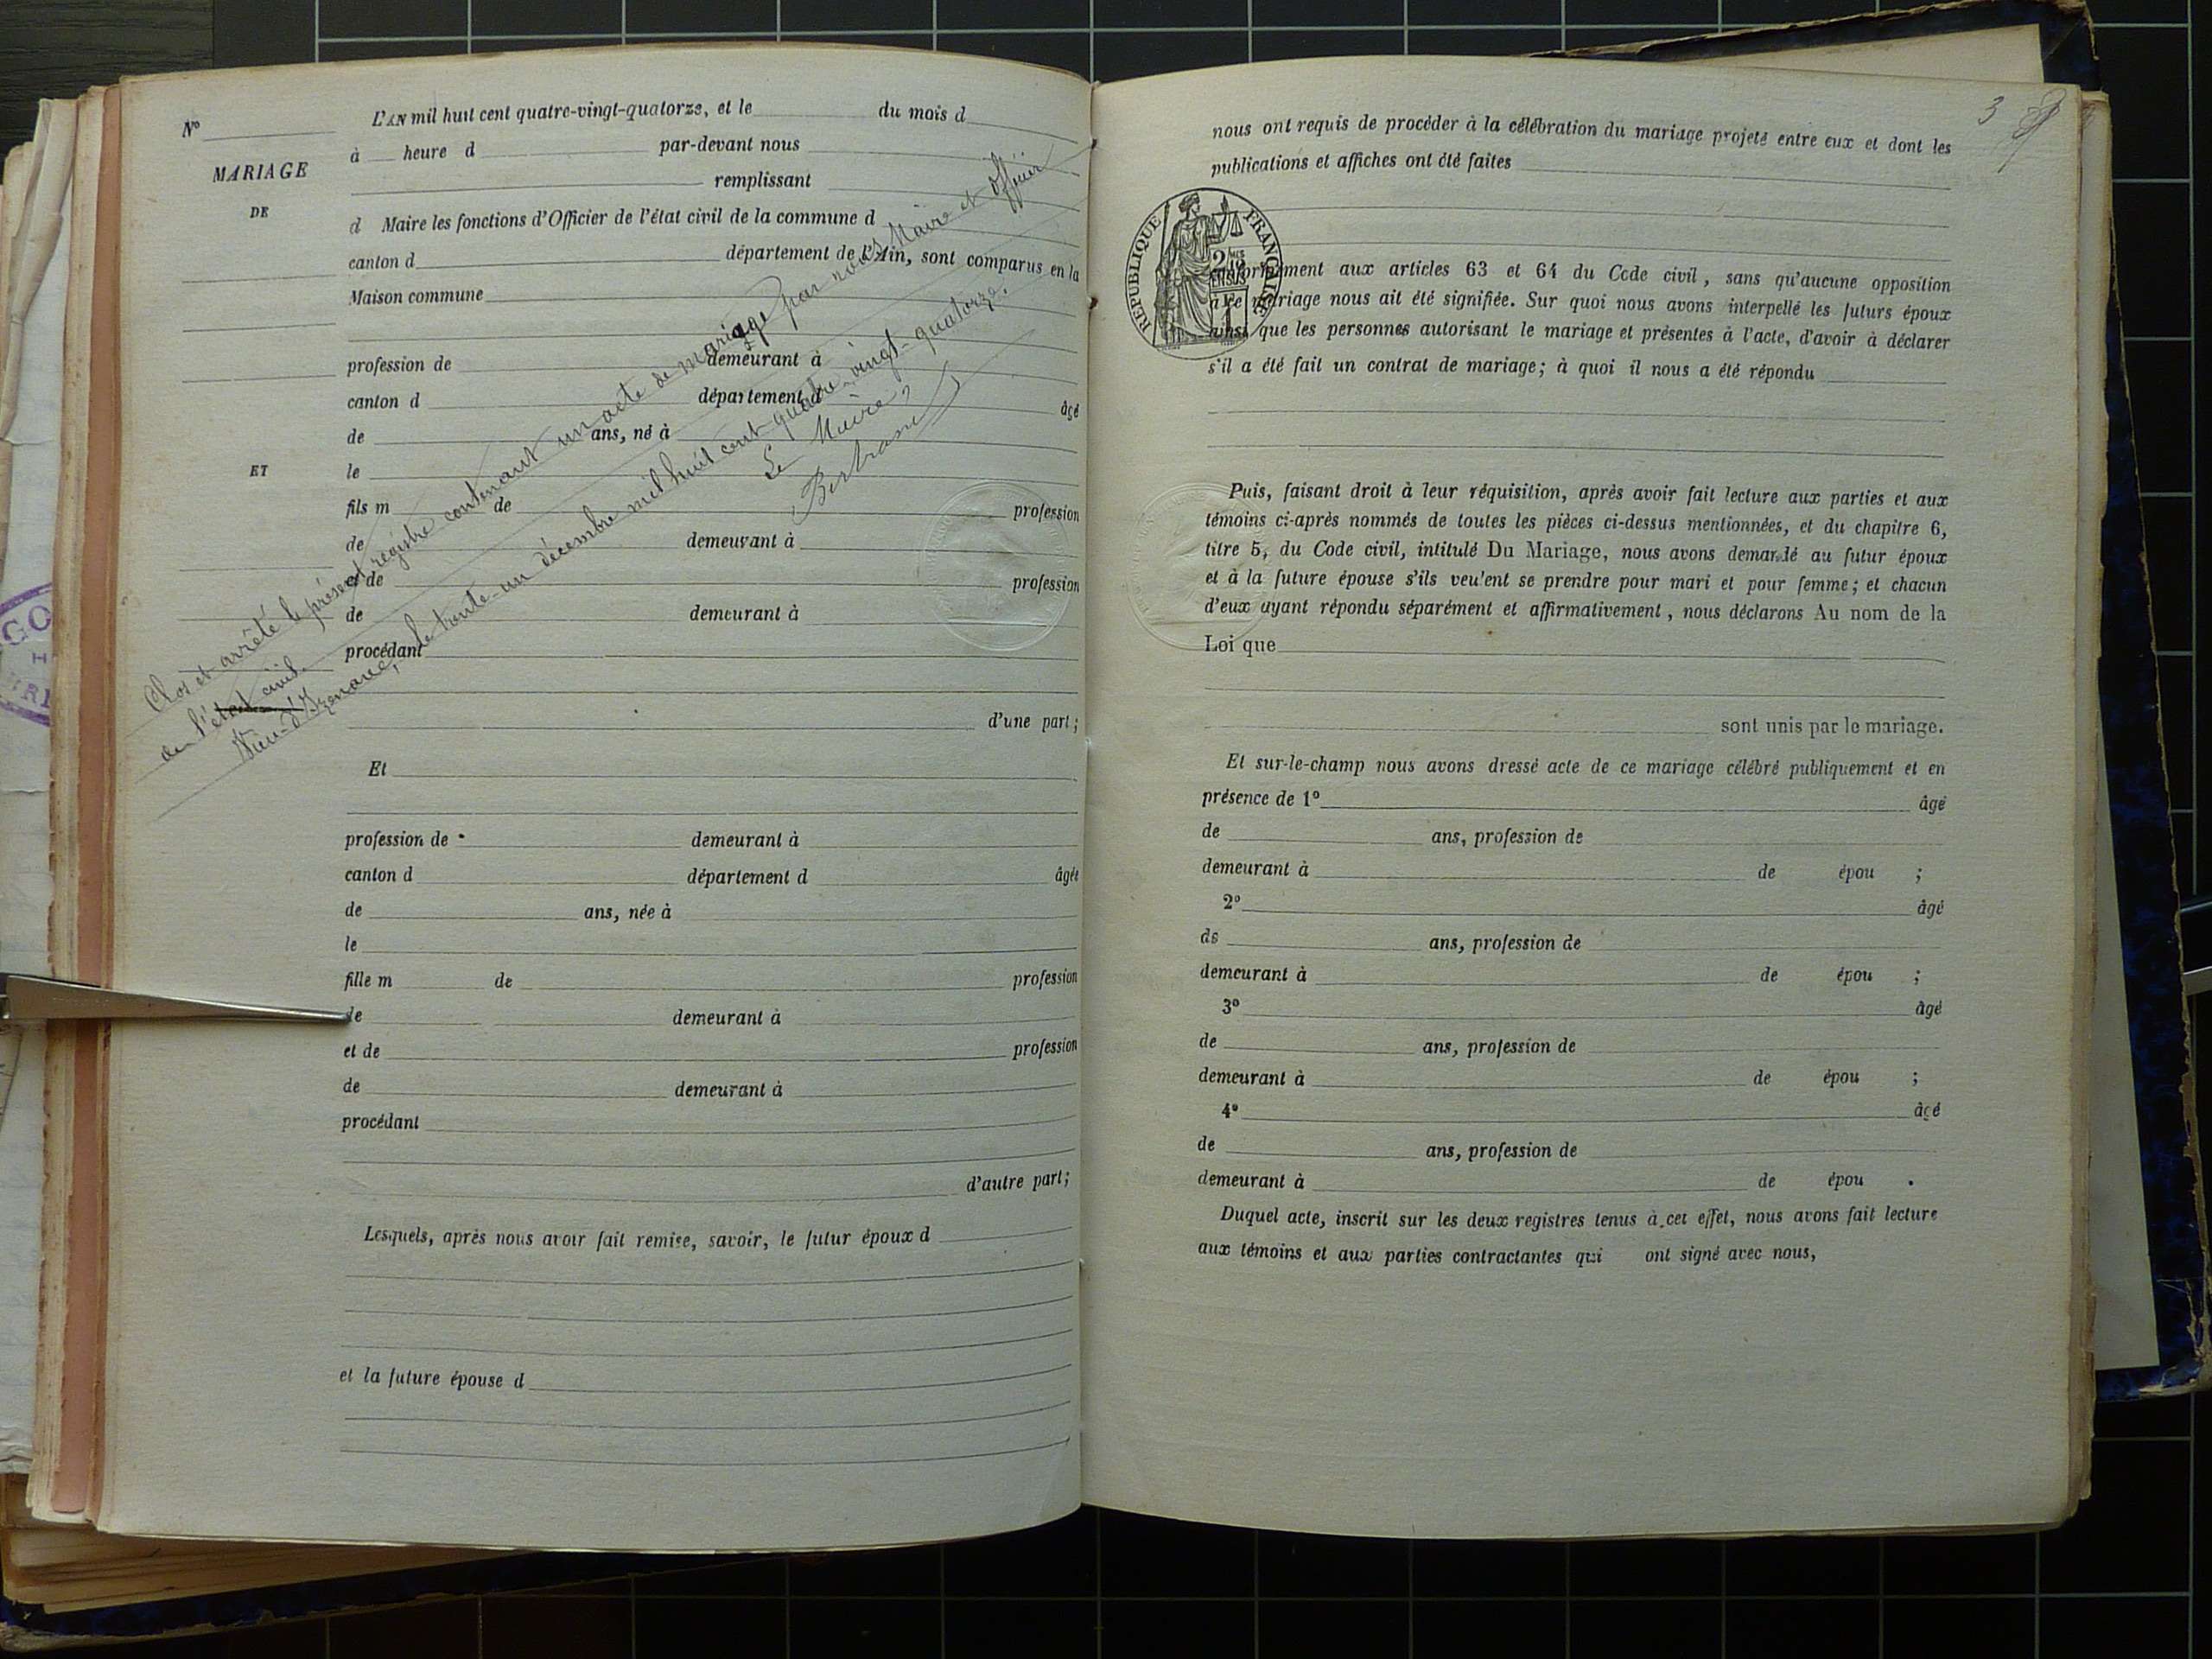 N°
MARIAGE
DE
ET
L'AN mil huit cent quatre-vingt-quatorze, et le du mois d
à heure d par-devant nous
remplissant
d Maire les fonctions d'Officier de l'état civil de la commune d
canton d département de l'Ain, sont comparus en la
Maison commune
profession de demeurant à
canton d département d âgé
de ans, né à
le
fils m de profession
de demeurant à
et de profession
de demeurant à
procédant
d'une part;
Et
profession de demeurant à
canton d département d âgée
de ans, née à
le
fille m de profession
de demeurant à
et de profession
de demeurant à
procédant
d'autre part;
Lesquels, après nous avoir fait remise, savoir, le futur époux d
et la future épouse d
Clos et arrêté le présent registre contenant un acte de mariage par nous Maire et officier
de l'état civil.
le trente-un décembre mil huit cent quatre-vingt-quatorze.
Le Maire,
Bertrand
3
nous ont requis de procéder à la célébration du mariage projeté entre eux et dont les
publications et affiches ont été faites
REPUBLIQUE FRANÇAISE
conformément aux articles 63 et 64 du Code civil, sans qu'aucune opposition
à ce mariage nous ait été signifiée. Sur quoi nous avons interpellé les futurs époux
ainsi que les personnes autorisant le mariage et présentes à l'acte, d'avoir à déclarer
s'il a été fait un contrat de mariage; à quoi il nous a été répondu
Puis, faisant droit à leur réquisition, après avoir fait lecture aux parties et aux
témoins ci-après nommés de toutes les pièces ci-dessus mentionnées, et du chapitre 6,
titre 5, du Code civil, intitulé Du Mariage, nous avons demandé au futur époux
et à la future épouse s'ils veulent se prendre pour mari et pour femme; et chacun
d'eux ayant répondu séparément et affirmativement, nous déclarons Au nom de la
Loi que
sont unis par le mariage.
Et sur-le-champ nous avons dressé acte de ce mariage célébré publiquement et en
présence de 1° âgé
de ans, profession de
demeurant à de épou ;
2° âgé
de ans, profession de
demeurant à de épou ;
3° âgé
de ans, profession de
demeurant à de épou ;
4° âgé
de ans, profession de
demeurant à de épou .
Duquel acte, inscrit sur les deux registres tenus à cet effet, nous avons fait lecture
aux témoins et aux parties contractantes qui ont signé avec nous,